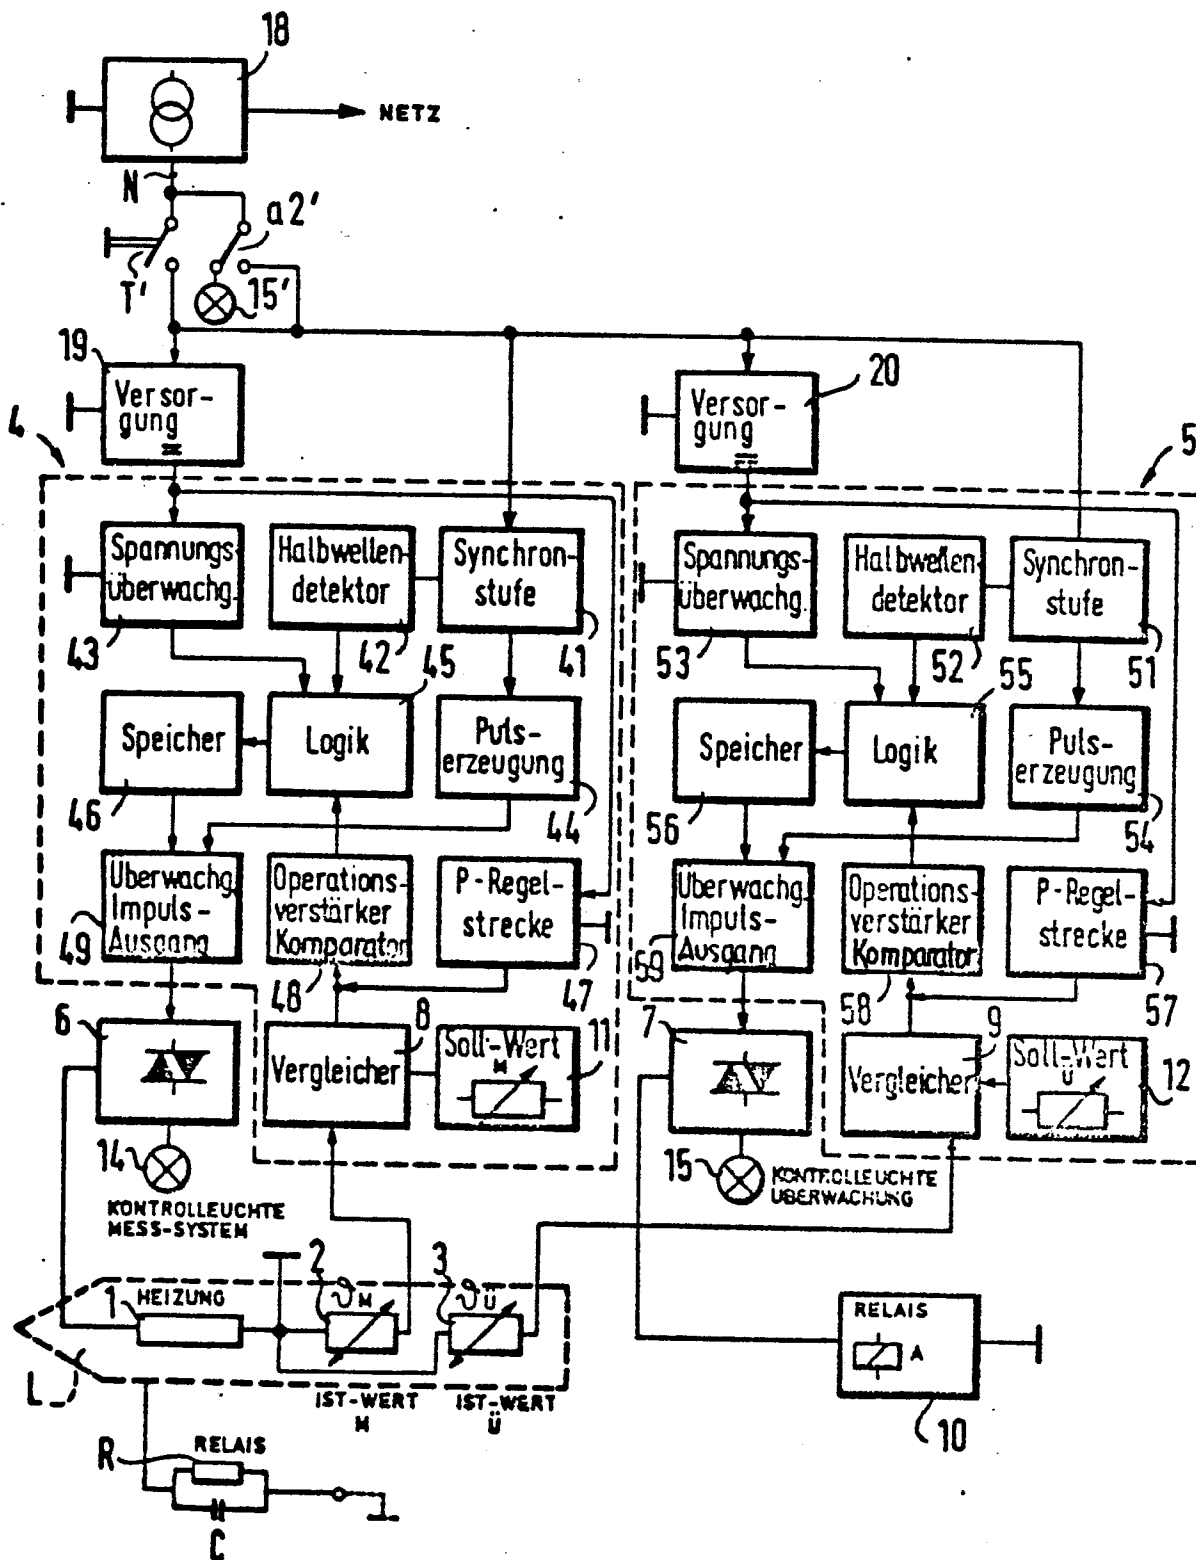 18
NETZ
N
a2'
T'
15'
19
Versor-
gung
20
Versor-
gung
4
5
Spannungs
überwachg.
Halbwellen-
detektor
Synchron-
stufe
43
42
45
41
Spannungs
überwachg.
Halbwellen
detektor
Synchron-
stufe
53
52
55
51
Speicher
Logik
Puls-
erzeugung
46
44
Speicher
Logik
Puls-
erzeugung
56
54
Überwachg.
Impuls-
Ausgang
Operations-
verstärker
Komparator
P-Regel-
strecke
49
48
47
Überwachg.
Impuls-
Ausgang
Operations-
verstärker
Komparator
P-Regel-
strecke
59
58
57
6
8
Vergleicher
Soll-Wert
M
11
7
9
Vergleicher
Soll-Wert
Ü
12
14
KONTROLLEUCHTE
MESS-SYSTEM
15
KONTROLLEUCHTE
ÜBERWACHUNG
1
HEIZUNG
2
ϑM
3
ϑÜ
L
IST-WERT
M
IST-WERT
Ü
RELAIS
A
10
R
RELAIS
C